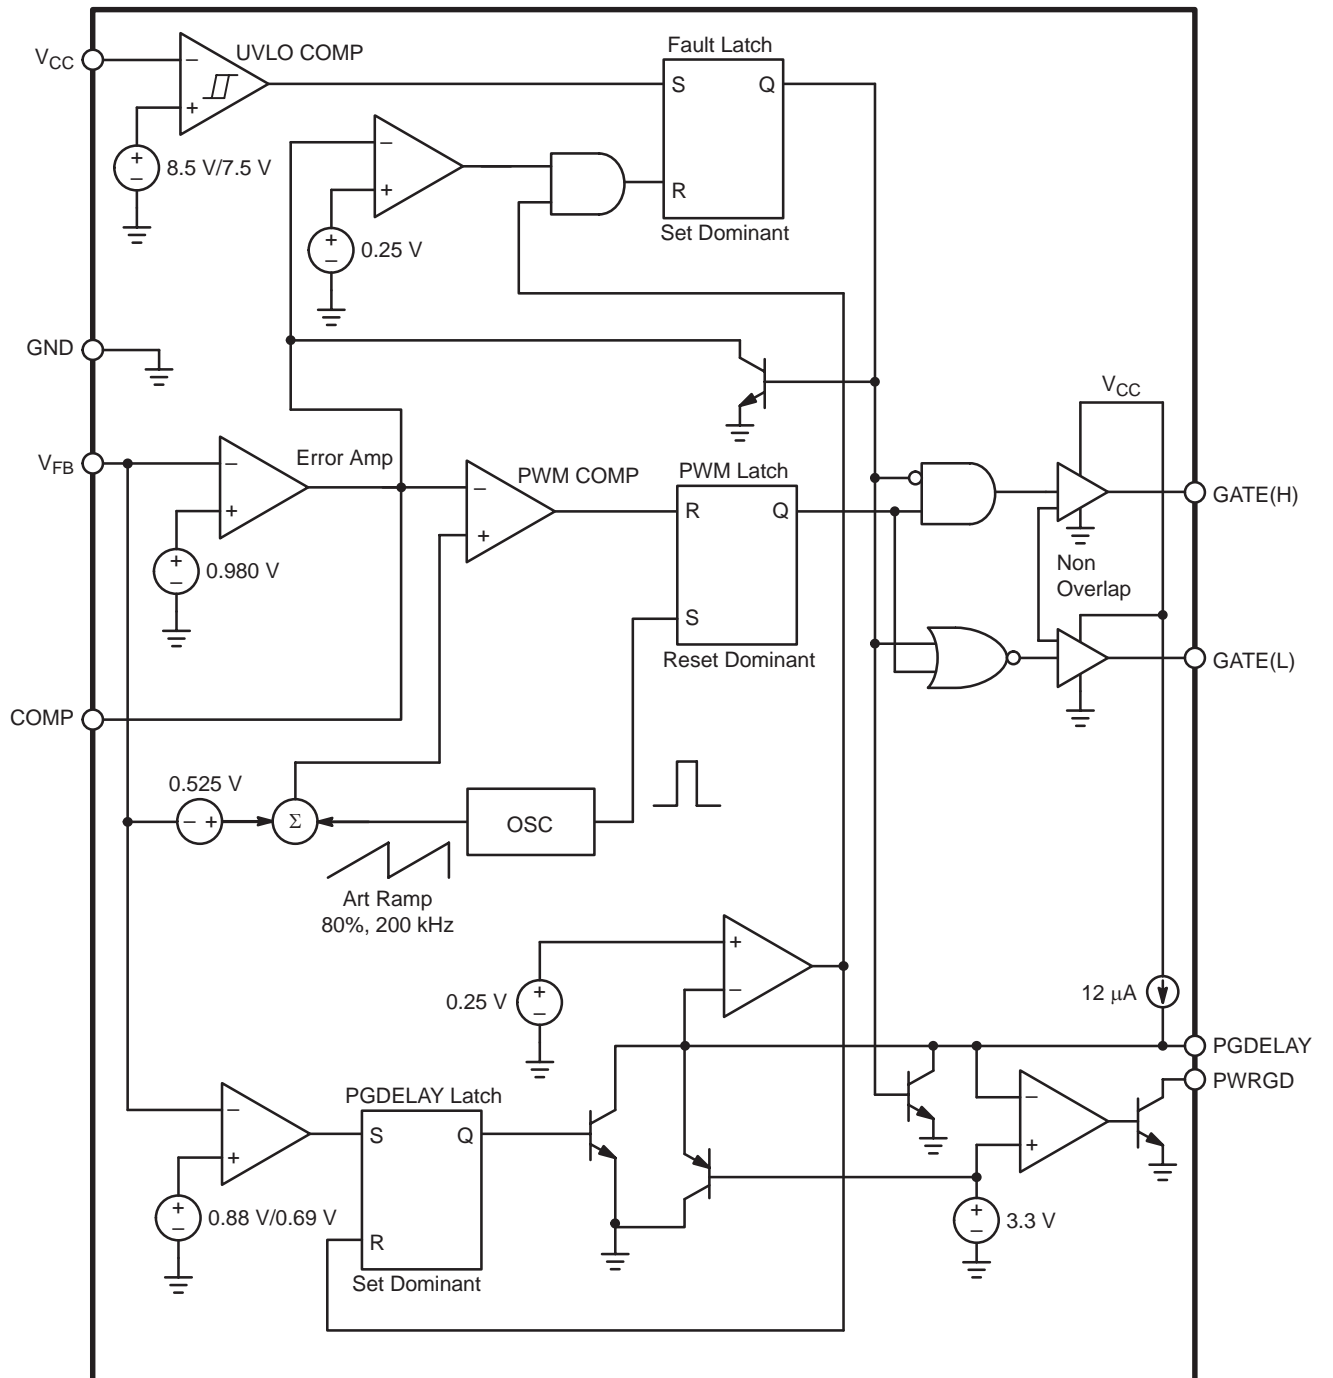 VCC
UVLO COMP
−
+
8.5 V/7.5 V
+
−
Fault Latch
S
Q
R
Set Dominant
−
+
+
−
0.25 V
GND
VFB
−
+
Error Amp
+
−
0.980 V
−
+
PWM COMP
PWM Latch
R
Q
S
Reset Dominant
VCC
GATE(H)
Non
Overlap
GATE(L)
COMP
0.525 V
− +
Σ
OSC
Art Ramp
80%, 200 kHz
+
−
0.25 V
+
−
12 μA
PGDELAY
PWRGD
−
+
0.88 V/0.69 V
+
−
PGDELAY Latch
S
Q
R
Set Dominant
−
+
+
−
3.3 V